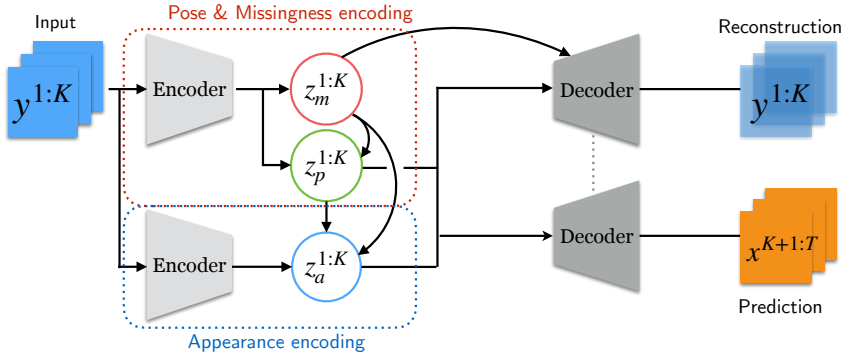 Input
Pose & Missingness encoding
Reconstruction
y^{1:K}
Encoder
z_m^{1:K}
Decoder
y^{1:K}
z_p^{1:K}
Encoder
z_a^{1:K}
Decoder
x^{K+1:T}
Prediction
Appearance encoding